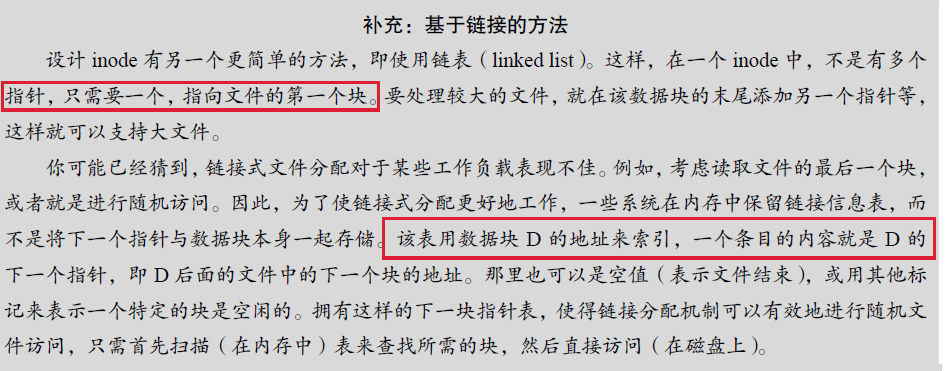 补充：基于链接的方法
设计 inode 有另一个更简单的方法，即使用链表（linked list）。这样，在一个 inode 中，不是有多个
指针，只需要一个，指向文件的第一个块。要处理较大的文件，就在该数据块的末尾添加另一个指针等，
这样就可以支持大文件。
你可能已经猜到，链接式文件分配对于某些工作负载表现不佳。例如，考虑读取文件的最后一个块，
或者就是进行随机访问。因此，为了使链接式分配更好地工作，一些系统在内存中保留链接信息表，而
不是将下一个指针与数据块本身一起存储。该表用数据块 D 的地址来索引，一个条目的内容就是 D 的
下一个指针，即 D 后面的文件中的下一个块的地址。那里也可以是空值（表示文件结束），或用其他标
记来表示一个特定的块是空闲的。拥有这样的下一块指针表，使得链接分配机制可以有效地进行随机文
件访问，只需首先扫描（在内存中）表来查找所需的块，然后直接访问（在磁盘上）。